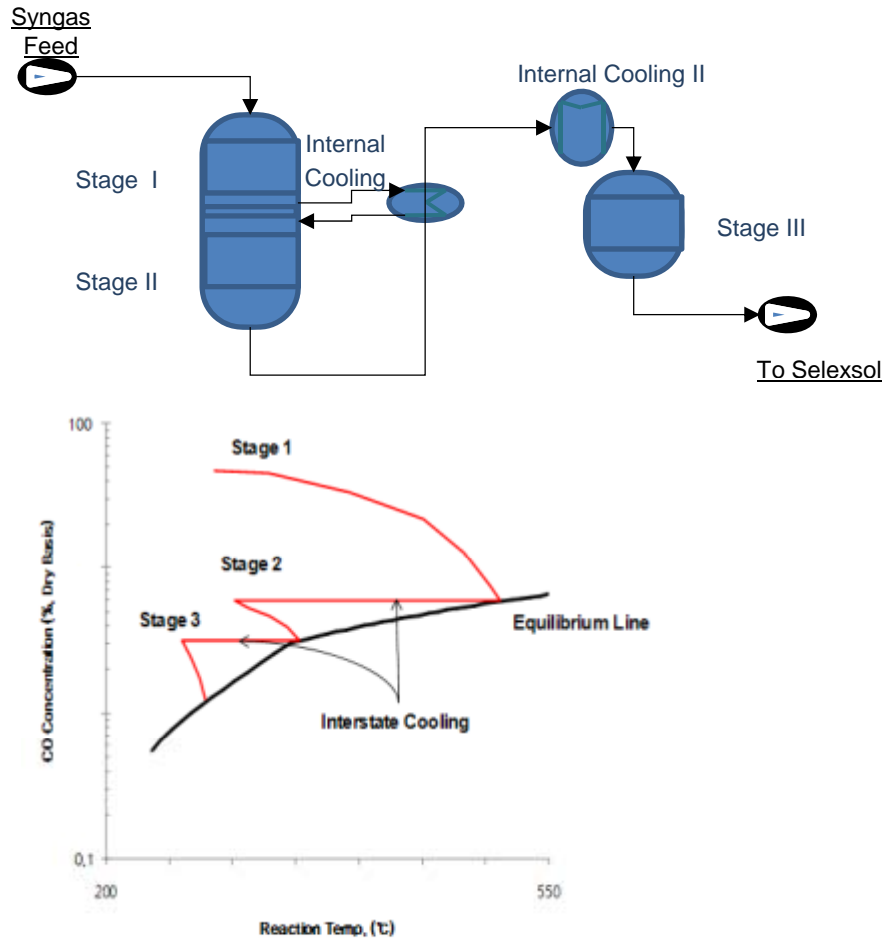 Syngas
Feed
Internal Cooling II
Internal
Cooling
Stage I
Stage III
Stage II
To Selexsol
100
Stage 1
Stage 2
Stage 3
Equilibrium Line
Interstate Cooling
CO Concentration (%, Dry Basis)
0,1
200
550
Reaction Temp, (℃)